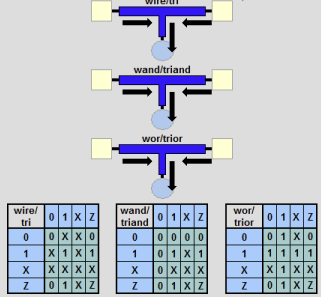 wire/tri
wand/triand
wor/trior
wire/
tri 0 1 X Z
0 0 X X 0
1 X 1 X 1
X X X X X
Z 0 1 X Z
wand/
triand 0 1 X Z
0 0 0 0 0
1 0 1 X 1
X 0 X X X
Z 0 1 X Z
wor/
trior 0 1 X Z
0 0 1 X 0
1 1 1 1 1
X X 1 X X
Z 0 1 X Z